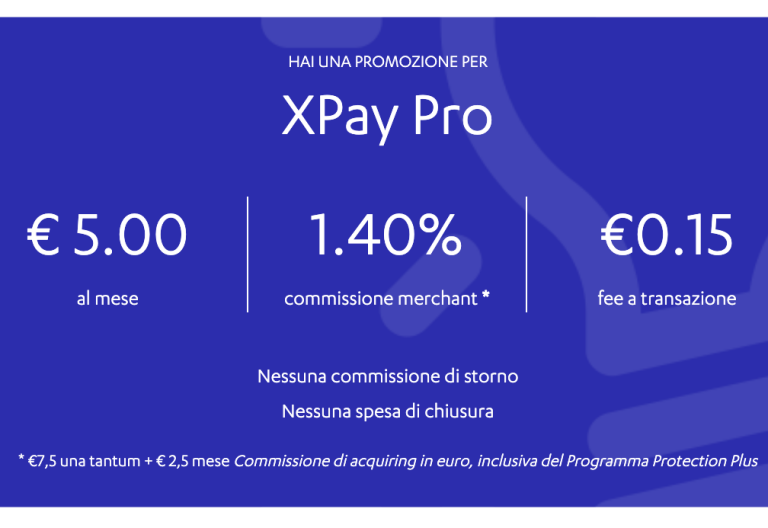 HAI UNA PROMOZIONE PER
XPay Pro
€ 5.00
al mese
1.40%
commissione merchant *
€0.15
fee a transazione
Nessuna commissione di storno
Nessuna spesa di chiusura
* €7,5 una tantum + € 2,5 mese Commissione di acquiring in euro, inclusiva del Programma Protection Plus